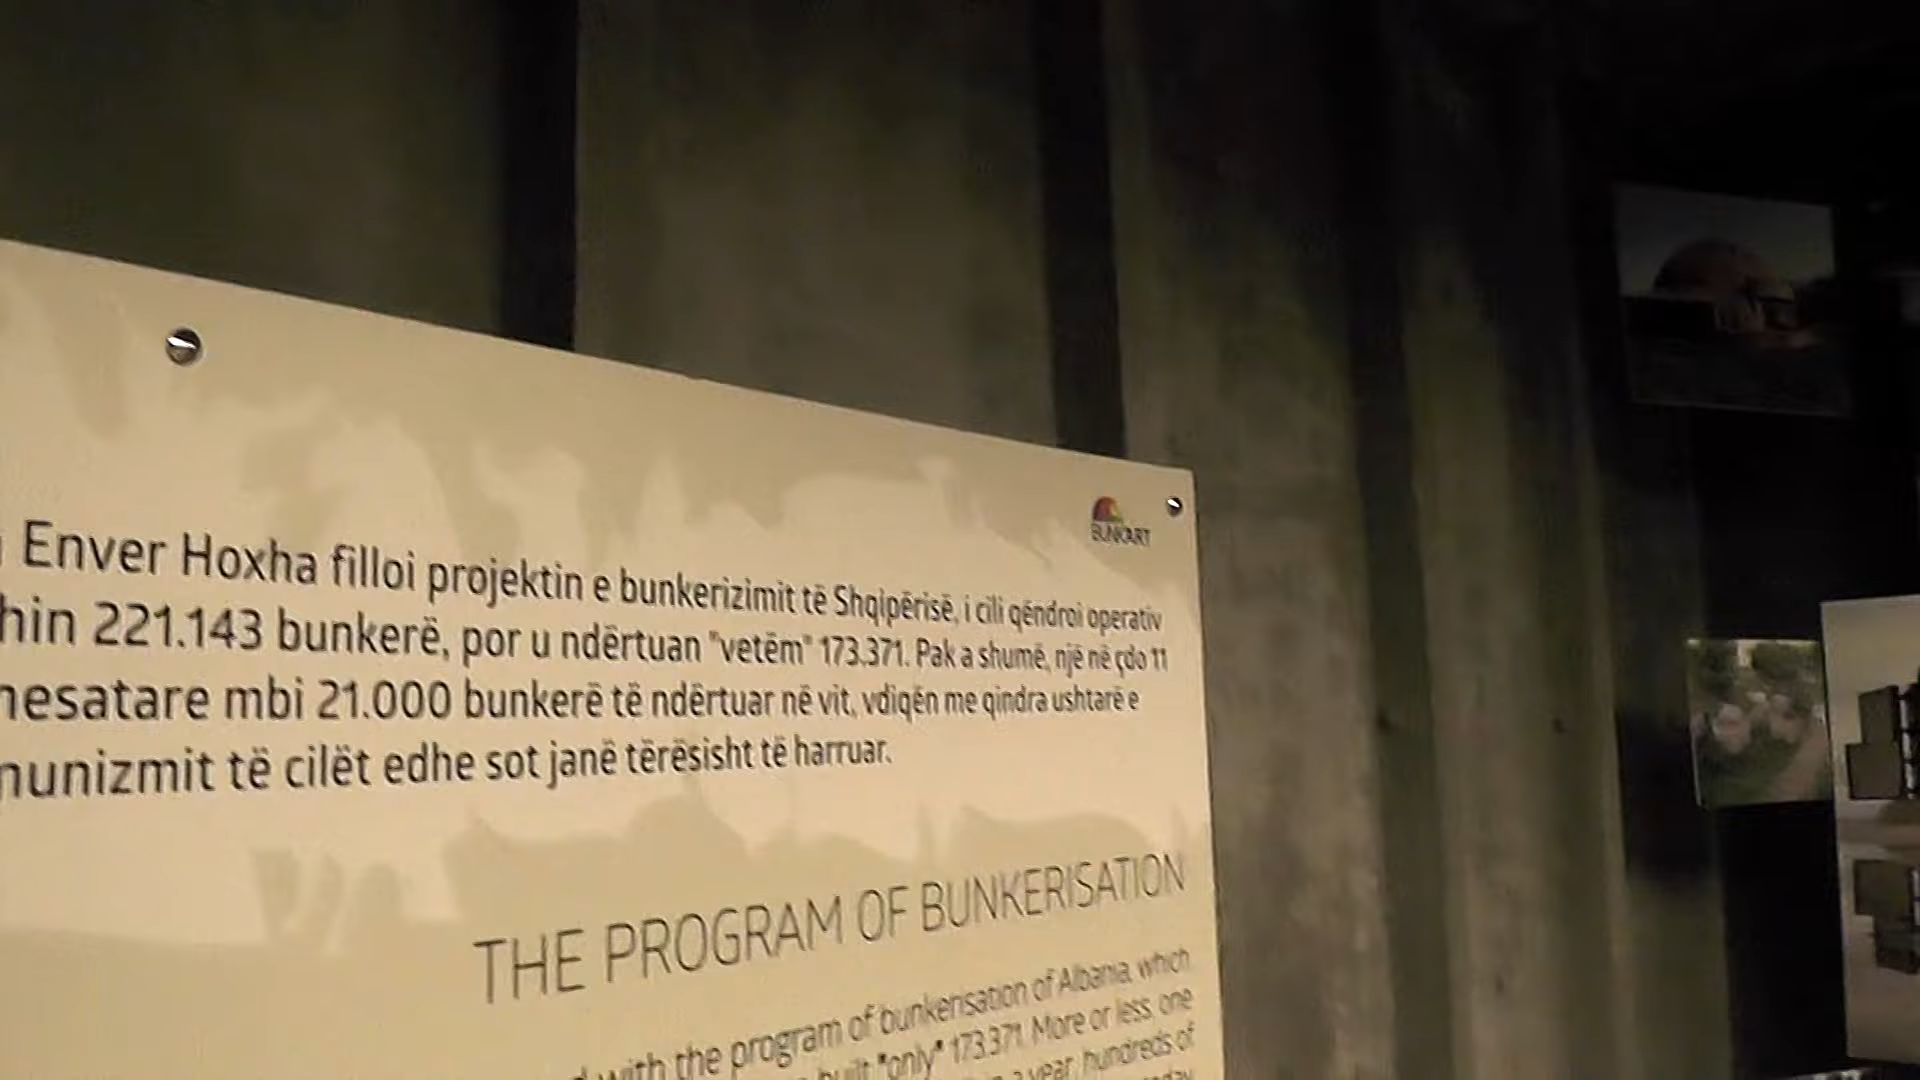 BUNKART
Enver Hoxha filloi projektin e bunkerizimit të Shqipërisë, i cili qëndroi operativ
hin 221.143 bunkerë, por u ndërtuan "vetëm" 173.371. Pak a shumë, një në çdo 11
mesatare mbi 21.000 bunkerë të ndërtuar në vit, vdiqën me qindra ushtarë e
munizmit të cilët edhe sot janë tërësisht të harruar.
THE PROGRAM OF BUNKERISATION
with the program of bunkerisation of Albania, which
built "only" 173.371. More or less, one
a year, hundreds of